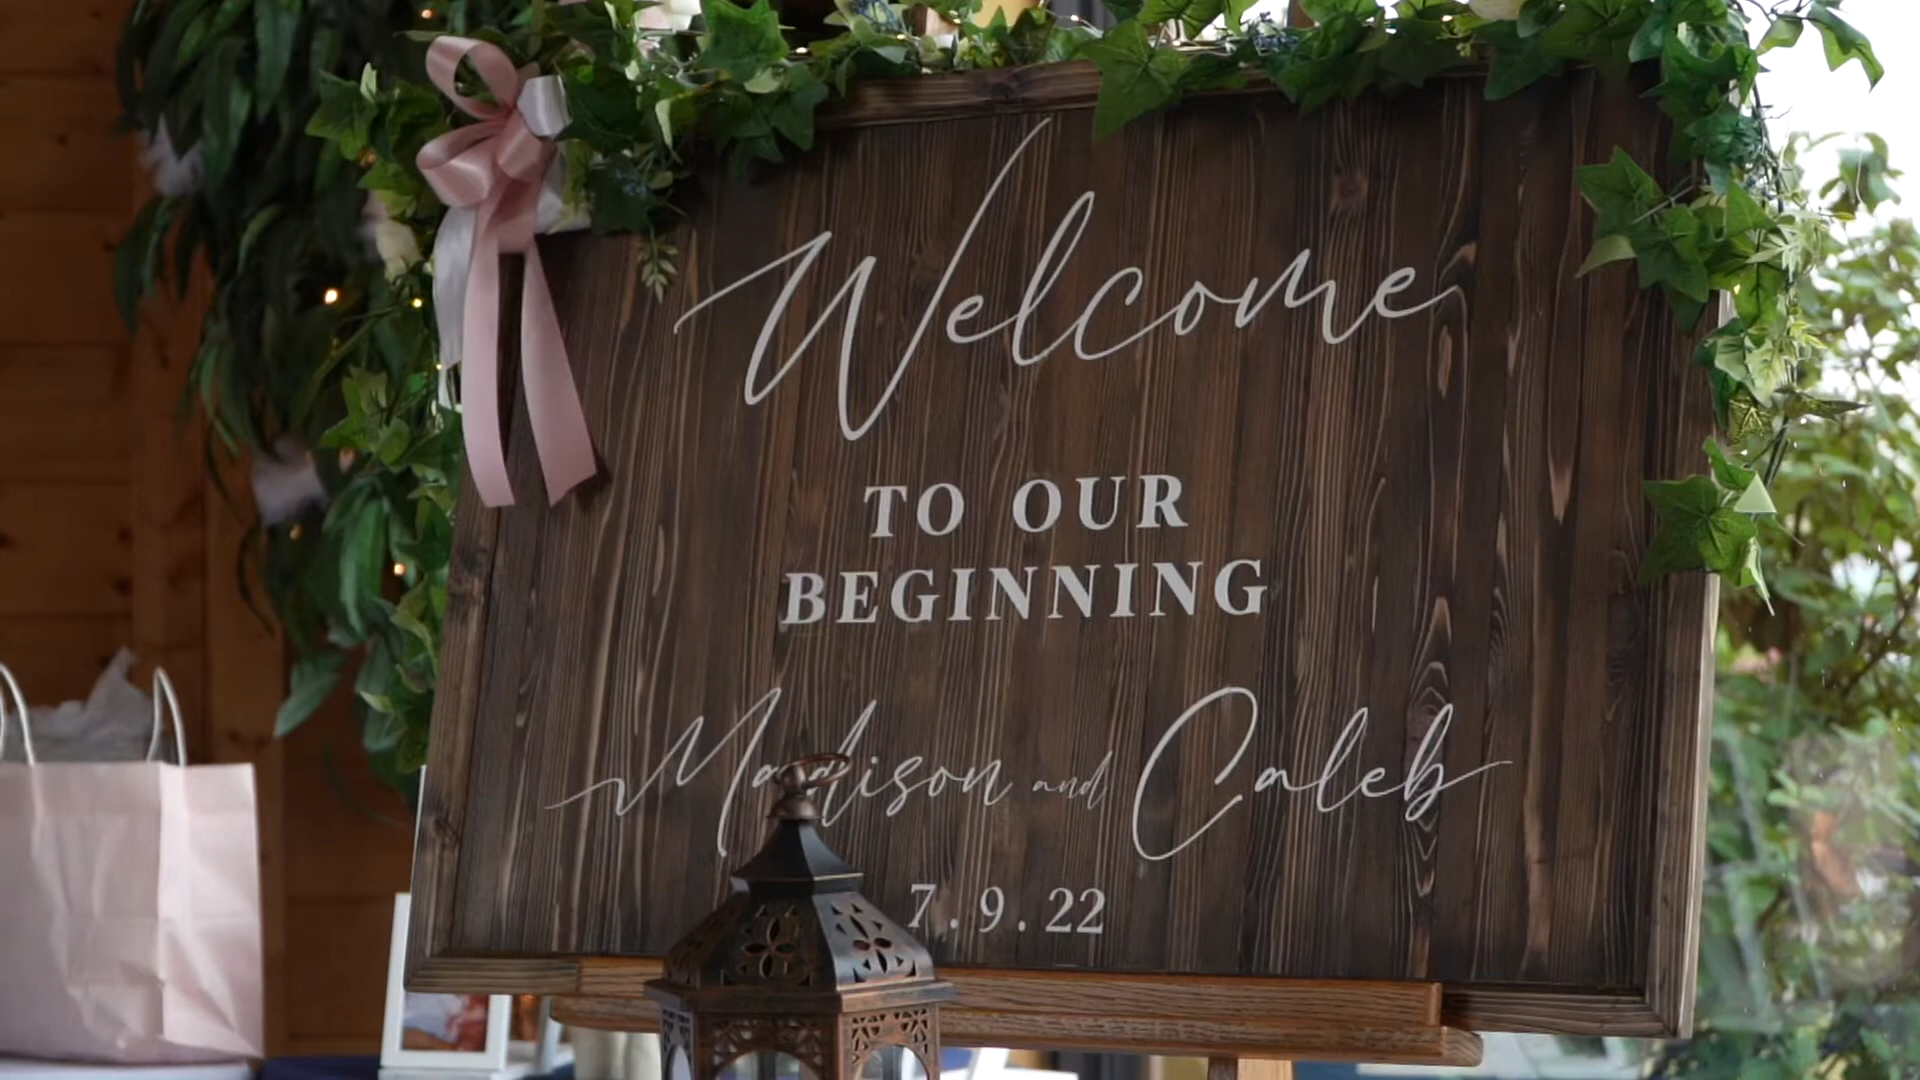 Welcome
TO OUR
BEGINNING
Madison and Caleb
7.9.22